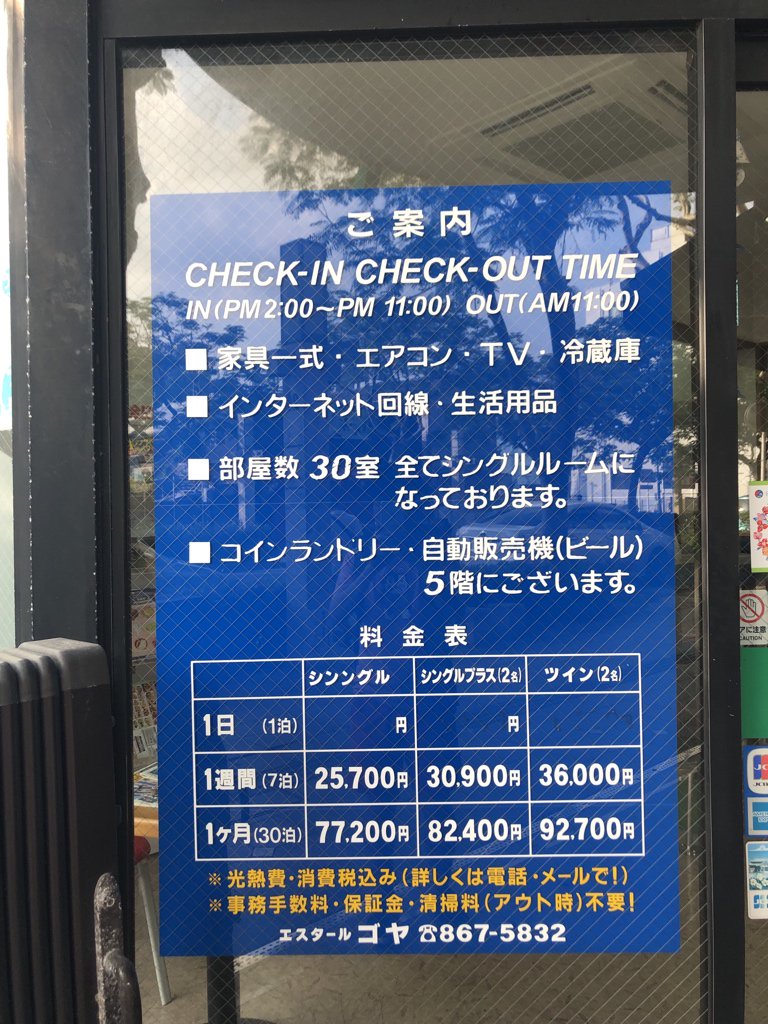 ご案内
CHECK-IN CHECK-OUT TIME
IN(PM2:00～PM 11:00) OUT(AM11:00)
■ 家具一式・エアコン・TV・冷蔵庫
■ インターネット回線・生活用品
■ 部屋数 30室 全てシングルルームに
なっております。
■ コインランドリー・自動販売機(ビール)
5階にございます。
料金表
シンングル シングルプラス(2名) ツイン(2名)
1日 (1泊) 円 円
1週間(7泊) 25,700円 30,900円 36,000円
1ヶ月(30泊) 77,200円 82,400円 92,700円
※光熱費・消費税込み(詳しくは電話・メールで!)
※事務手数料・保証金・清掃料(アウト時)不要!
エスタール ゴヤ ☎867-5832
アに注意
CAUTION
JCB